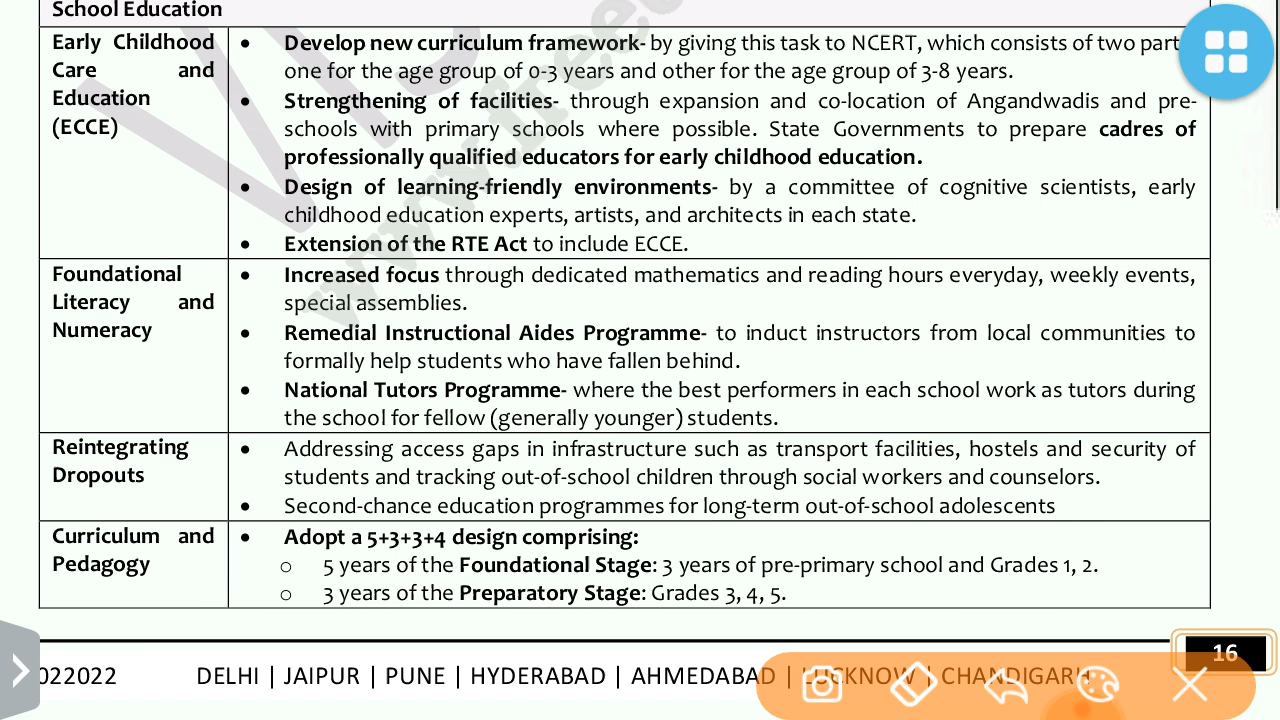 School Education
Early Childhood Care and Education (ECCE)
• Develop new curriculum framework- by giving this task to NCERT, which consists of two part
one for the age group of 0-3 years and other for the age group of 3-8 years.
• Strengthening of facilities- through expansion and co-location of Angandwadis and pre-
schools with primary schools where possible. State Governments to prepare cadres of
professionally qualified educators for early childhood education.
• Design of learning-friendly environments- by a committee of cognitive scientists, early
childhood education experts, artists, and architects in each state.
• Extension of the RTE Act to include ECCE.
Foundational Literacy and Numeracy
• Increased focus through dedicated mathematics and reading hours everyday, weekly events,
special assemblies.
• Remedial Instructional Aides Programme- to induct instructors from local communities to
formally help students who have fallen behind.
• National Tutors Programme- where the best performers in each school work as tutors during
the school for fellow (generally younger) students.
Reintegrating Dropouts
• Addressing access gaps in infrastructure such as transport facilities, hostels and security of
students and tracking out-of-school children through social workers and counselors.
• Second-chance education programmes for long-term out-of-school adolescents
Curriculum and Pedagogy
• Adopt a 5+3+3+4 design comprising:
o 5 years of the Foundational Stage: 3 years of pre-primary school and Grades 1, 2.
o 3 years of the Preparatory Stage: Grades 3, 4, 5.
16
022022 DELHI | JAIPUR | PUNE | HYDERABAD | AHMEDABAD | LUCKNOW | CHANDIGARH